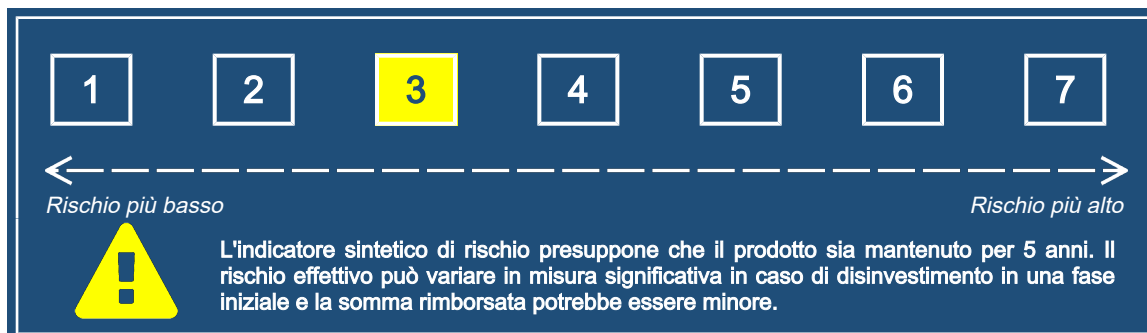 1 2 3 4 5 6 7
Rischio più basso Rischio più alto
L'indicatore sintetico di rischio presuppone che il prodotto sia mantenuto per 5 anni. Il
rischio effettivo può variare in misura significativa in caso di disinvestimento in una fase
iniziale e la somma rimborsata potrebbe essere minore.